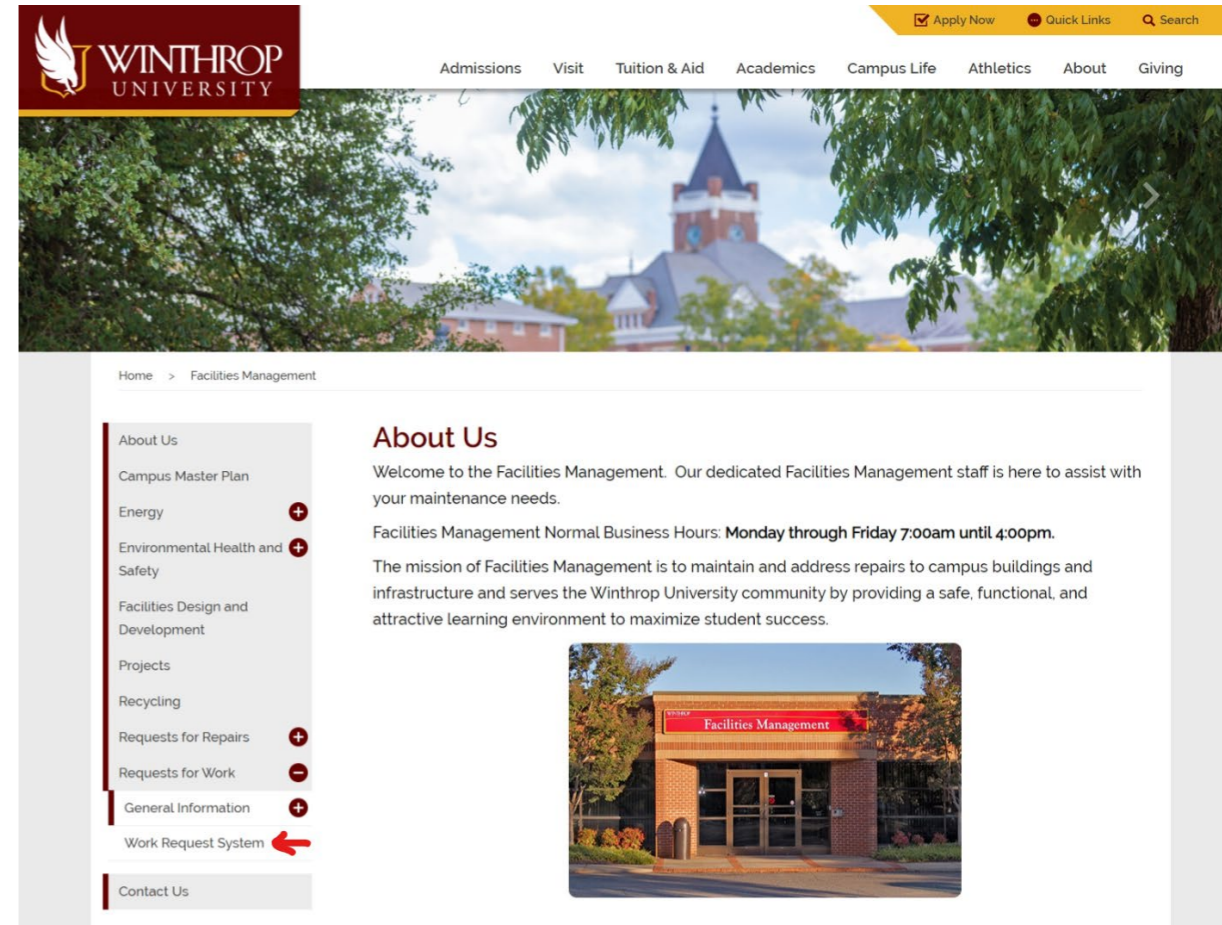 Apply Now
Quick Links
Search
WINTHROP
UNIVERSITY
Admissions
Visit
Tuition & Aid
Academics
Campus Life
Athletics
About
Giving
Home > Facilities Management
About Us
Campus Master Plan
Energy
Environmental Health and
Safety
Facilities Design and
Development
Projects
Recycling
Requests for Repairs
Requests for Work
General Information
Work Request System
Contact Us
About Us
Welcome to the Facilities Management. Our dedicated Facilities Management staff is here to assist with
your maintenance needs.
Facilities Management Normal Business Hours: Monday through Friday 7:00am until 4:00pm.
The mission of Facilities Management is to maintain and address repairs to campus buildings and
infrastructure and serves the Winthrop University community by providing a safe, functional, and
attractive learning environment to maximize student success.
WINTHROP
Facilities Management